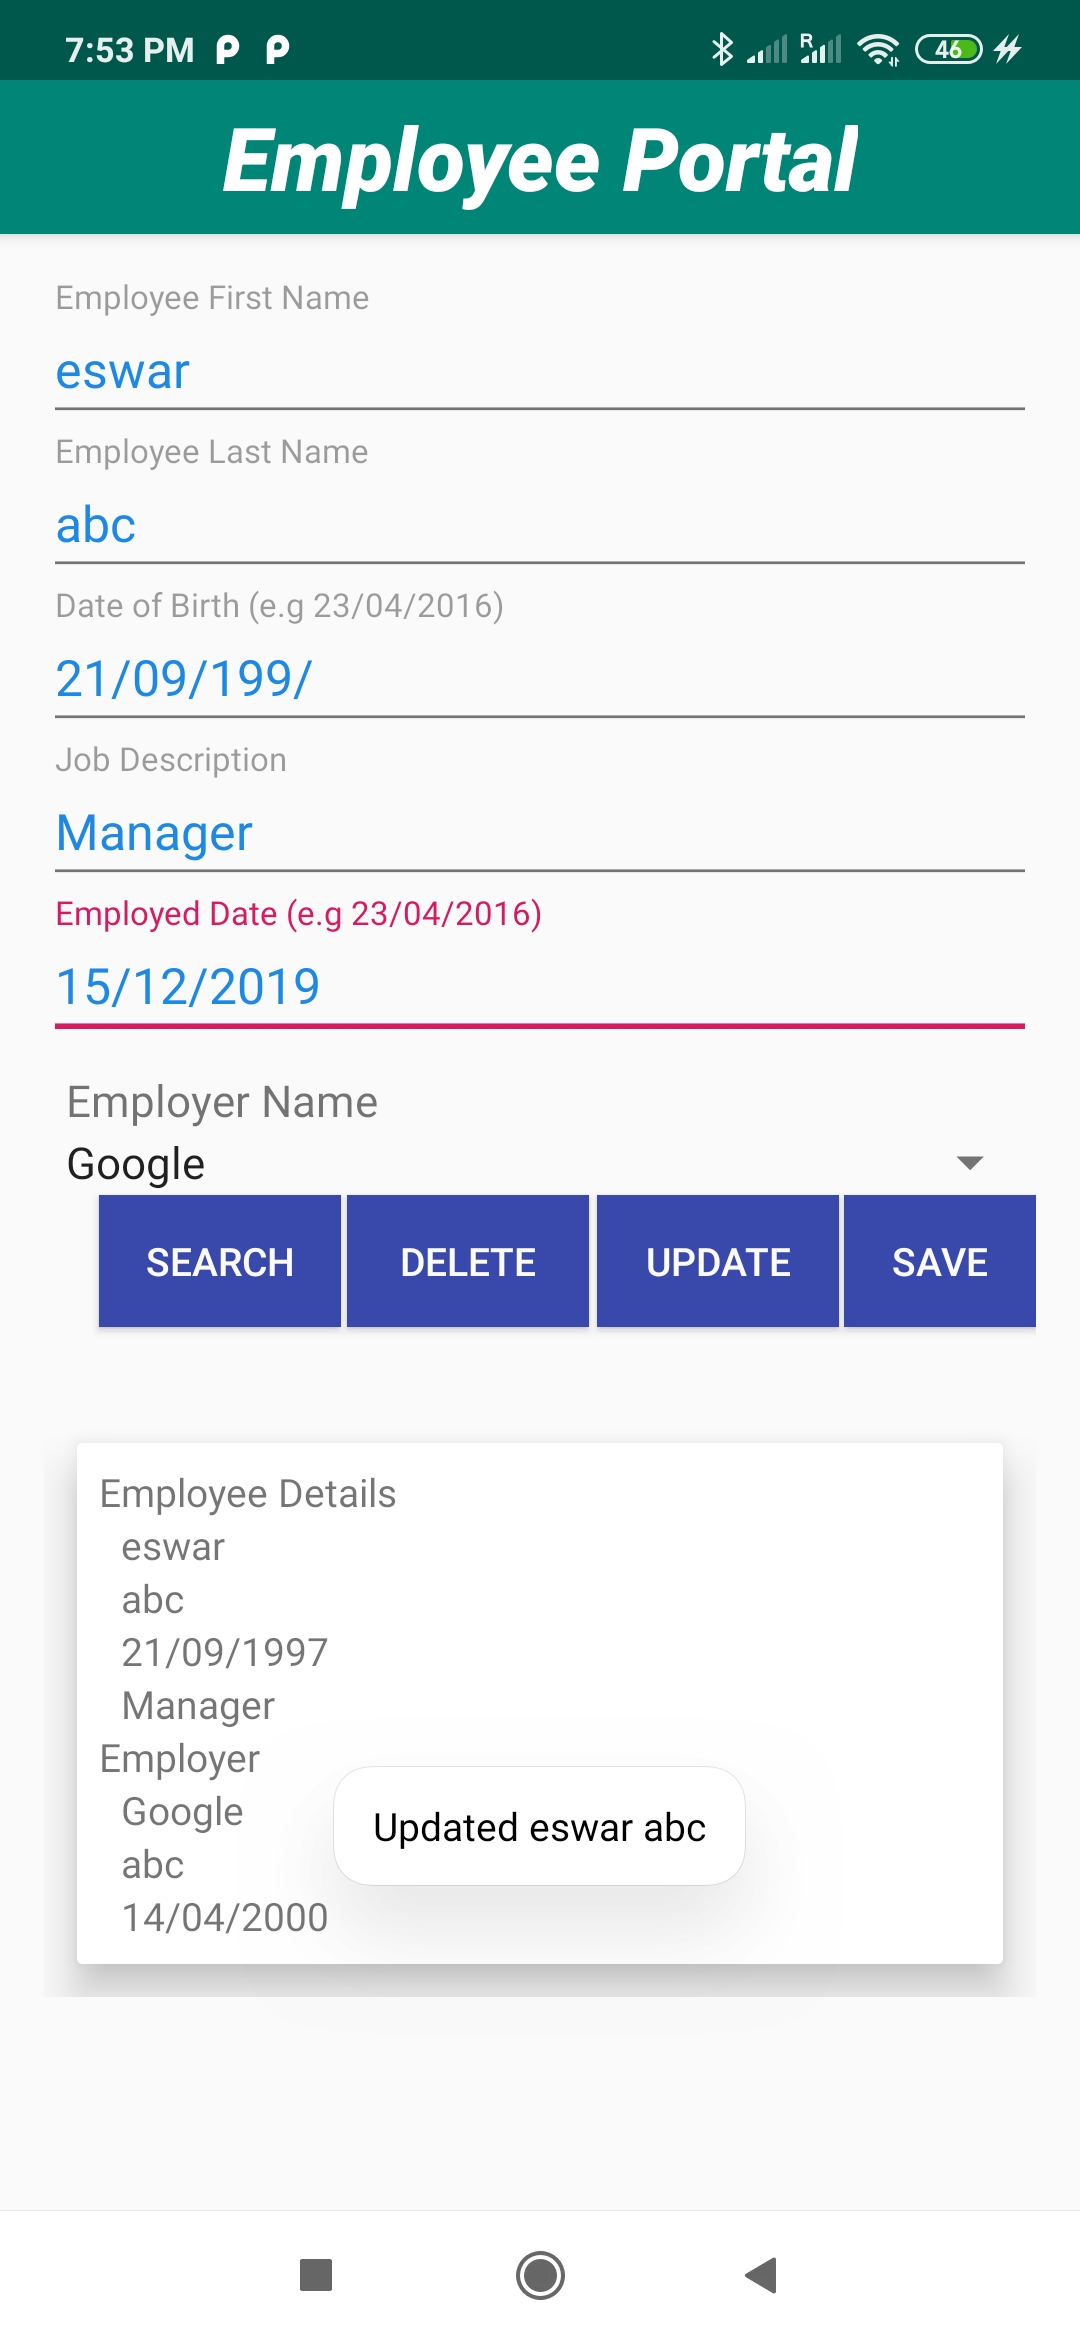 7:53 PM
R
46
Employee Portal
Employee First Name
eswar
Employee Last Name
abc
Date of Birth (e.g 23/04/2016)
21/09/199/
Job Description
Manager
Employed Date (e.g 23/04/2016)
15/12/2019
Employer Name
Google
SEARCH DELETE UPDATE SAVE
Employee Details
eswar
abc
21/09/1997
Manager
Employer
Google
abc
14/04/2000
Updated eswar abc